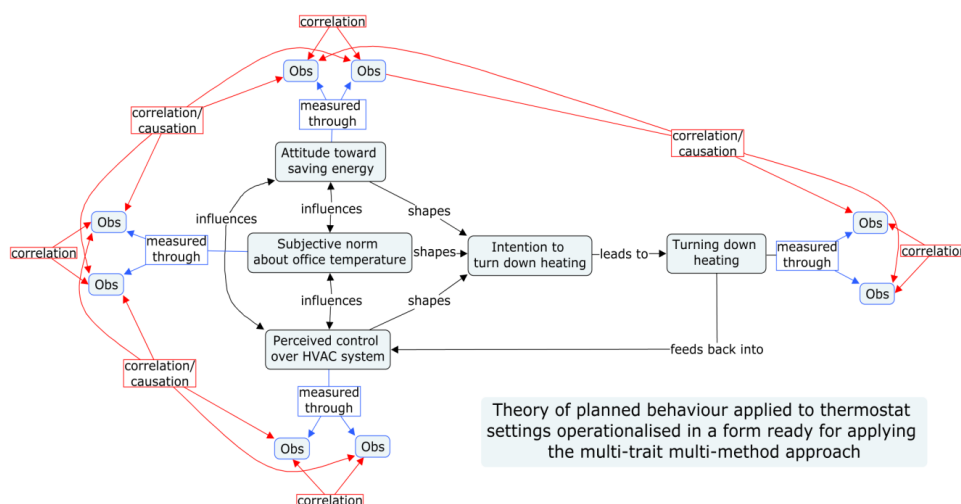 correlation
Obs
Obs
measured
through
correlation/
causation
correlation/
causation
Attitude toward
saving energy
influences
influences
shapes
Obs
Obs
correlation
measured
through
Subjective norm
about office temperature
shapes
Intention to
turn down heating
leads to
Turning down
heating
measured
through
Obs
correlation
Obs
influences
shapes
Perceived control
over HVAC system
feeds back into
correlation/
causation
measured
through
Obs
Obs
correlation
Theory of planned behaviour applied to thermostat
settings operationalised in a form ready for applying
the multi-trait multi-method approach